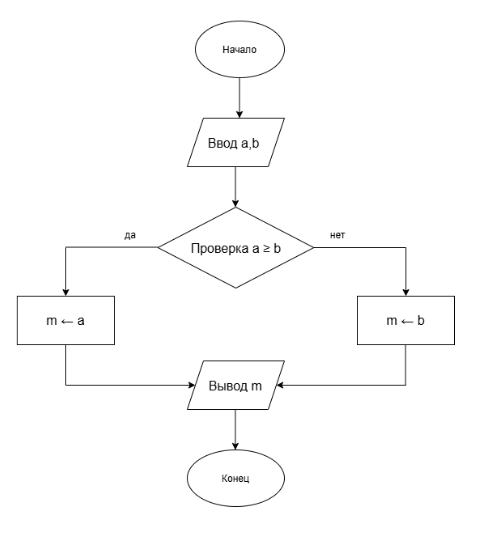 Начало
Ввод a,b
да
нет
Проверка a ≥ b
m ← a
m ← b
Вывод m
Конец